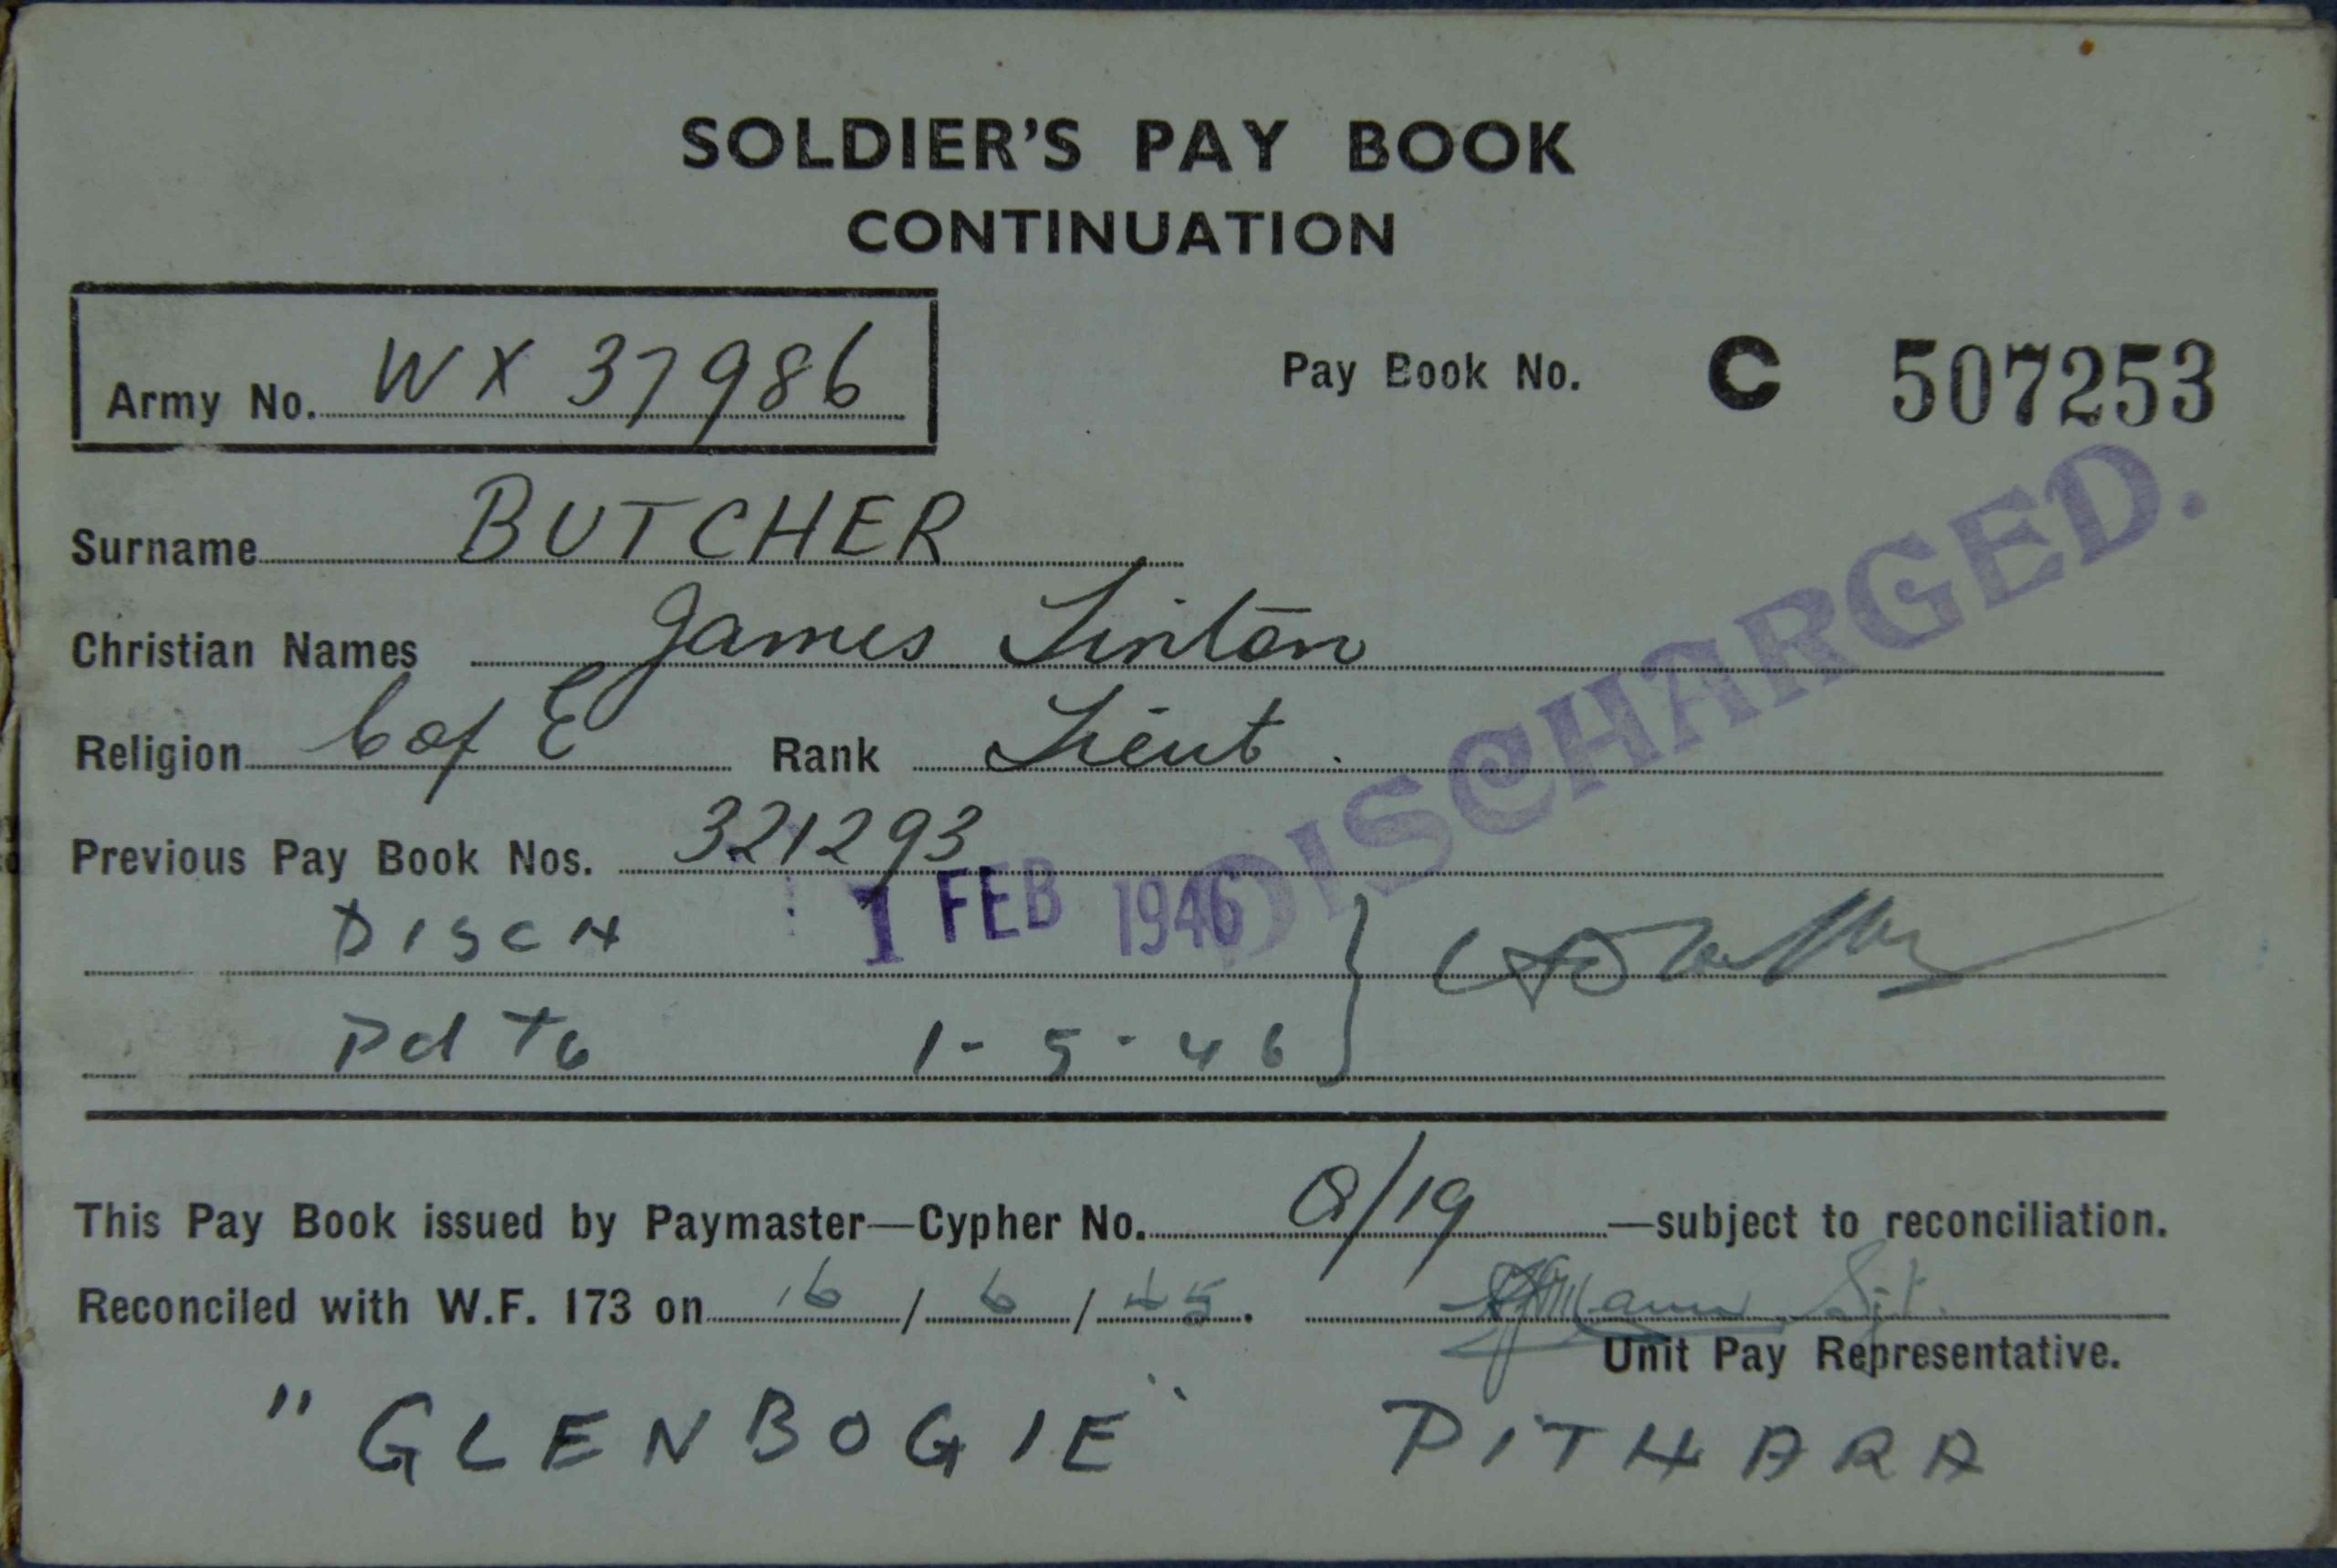 SOLDIER'S PAY BOOK
CONTINUATION
Army No. WX 37986
Pay Book No. C 507253
Surname BUTCHER
Christian Names James Linton
Religion C of E Rank Lieut.
Previous Pay Book Nos. 321293
DISCHARGED.
DISCH 1 FEB 1946
Pd To 1-5-46
This Pay Book issued by Paymaster—Cypher No. Q/19 —subject to reconciliation.
Reconciled with W.F. 173 on 16/6/45. Sjt.
Unit Pay Representative.
"GLENBOGIE" PITHARA